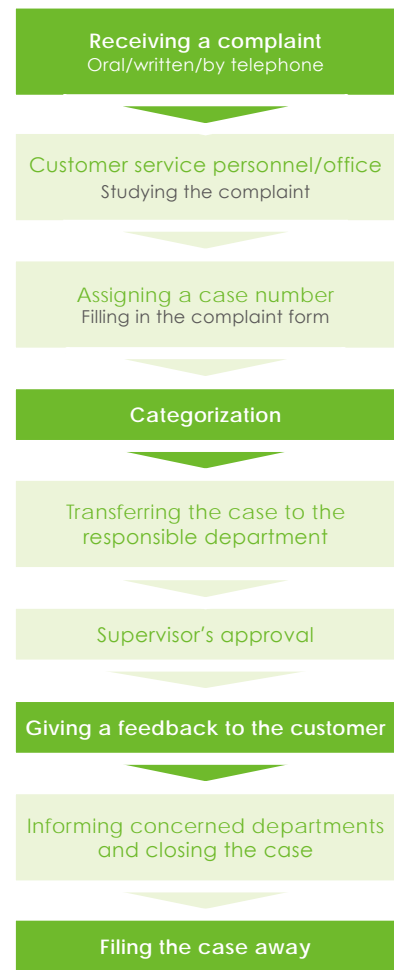 Receiving a complaint
Oral/written/by telephone
Customer service personnel/office
Studying the complaint
Assigning a case number
Filling in the complaint form
Categorization
Transferring the case to the
responsible department
Supervisor's approval
Giving a feedback to the customer
Informing concerned departments
and closing the case
Filing the case away